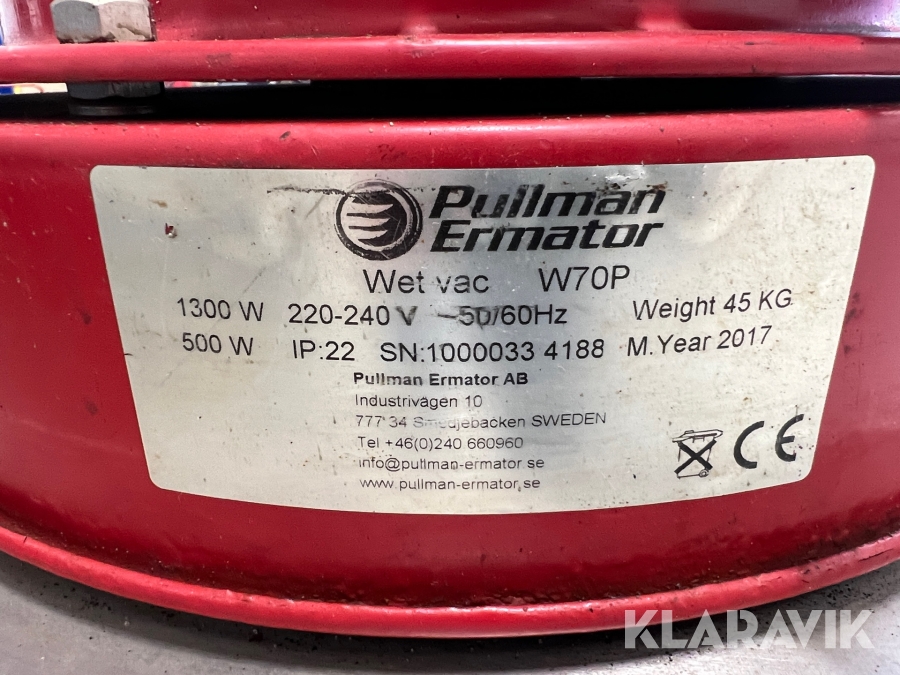 Pullman
Ermator
Wet vac W70P
1300 W 220-240 V 50/60Hz Weight 45 KG
500 W IP:22 SN:1000033 4188 M.Year 2017
Pullman Ermator AB
Industrivägen 10
777 34 Smedjebacken SWEDEN
Tel +46(0)240 660960
info@pullman-ermator.se
www.pullman-ermator.se
CE
KLARAVIK